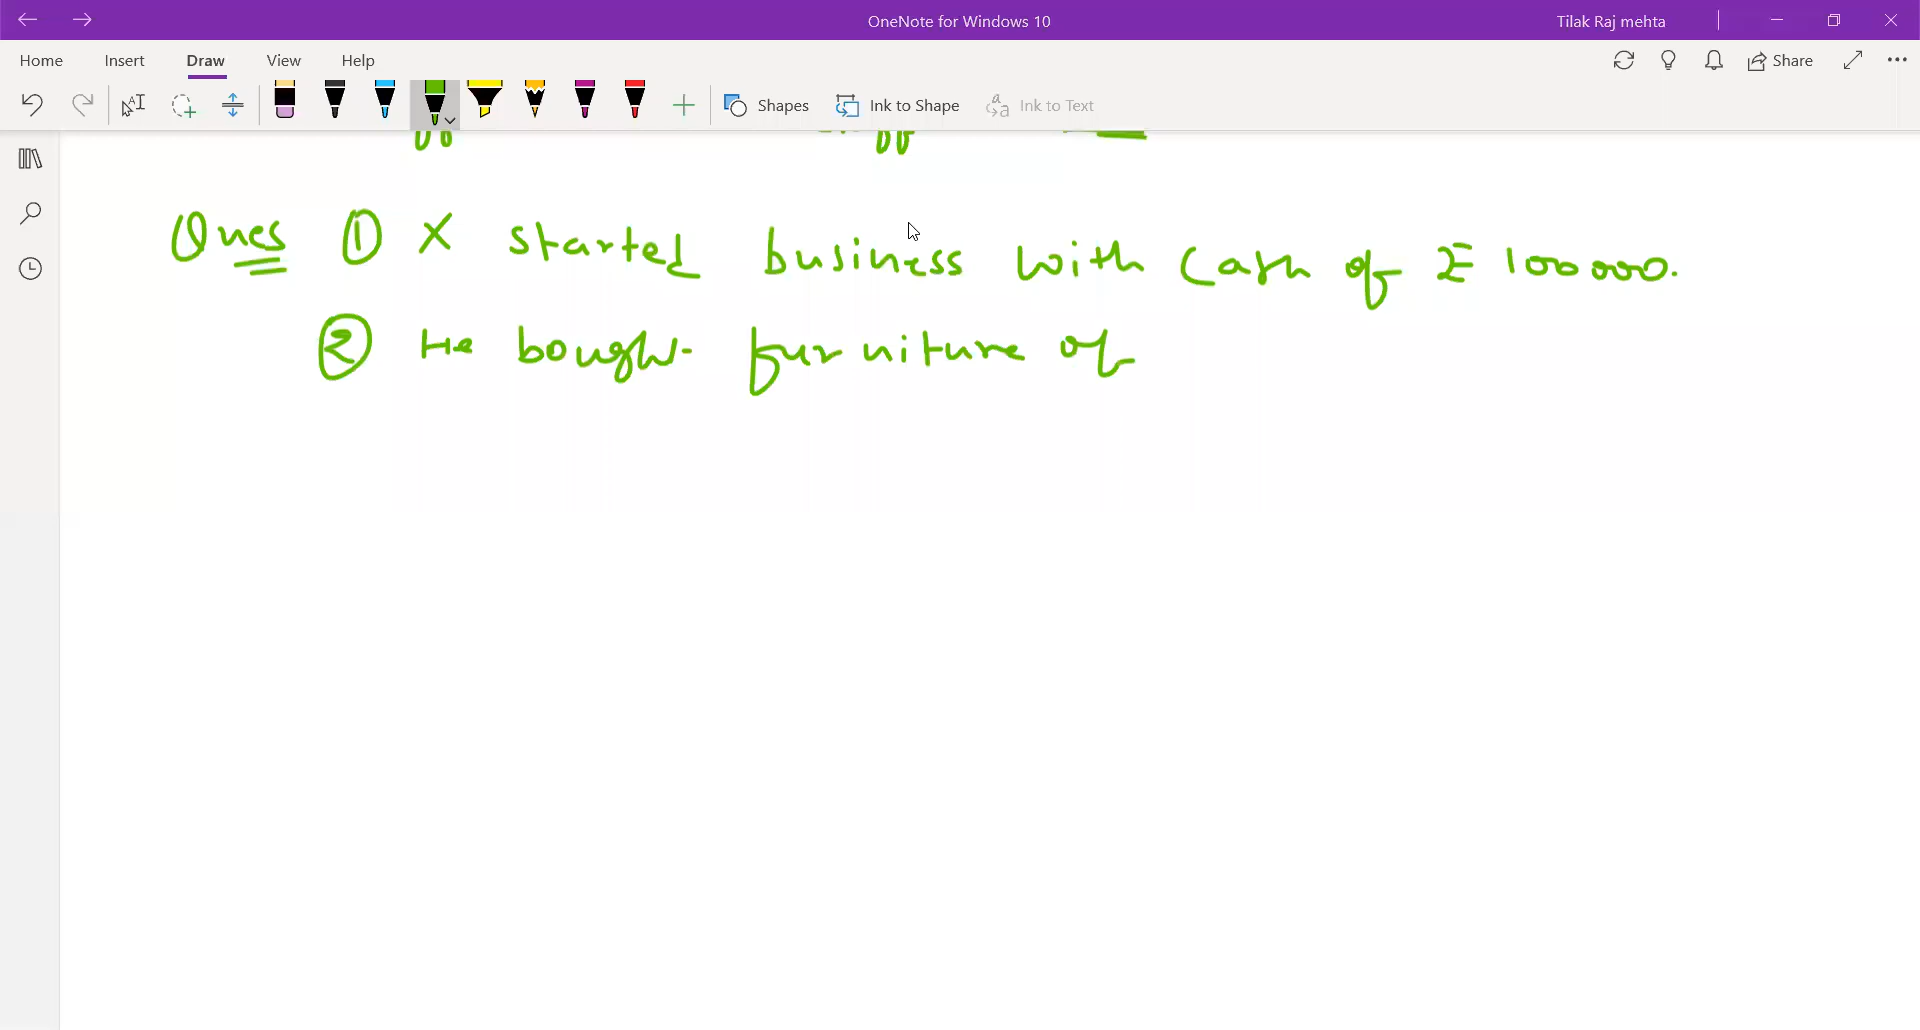 OneNote for Windows 10
Tilak Raj mehta
Home Insert Draw View Help
Share
Shapes Ink to Shape Ink to Text
Ques ① X started business with Cash of ₹ 100000.
② He bought furniture of